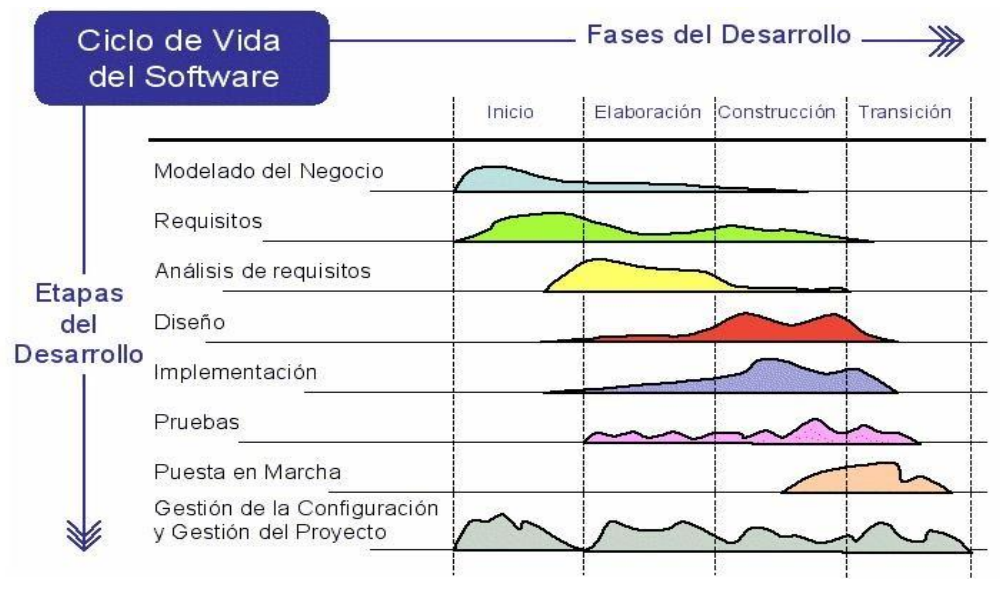 Ciclo de Vida
del Software
Fases del Desarrollo
Inicio
Elaboración
Construcción
Transición
Modelado del Negocio
Requisitos
Análisis de requisitos
Etapas
del
Desarrollo
Diseño
Implementación
Pruebas
Puesta en Marcha
Gestión de la Configuración
y Gestión del Proyecto